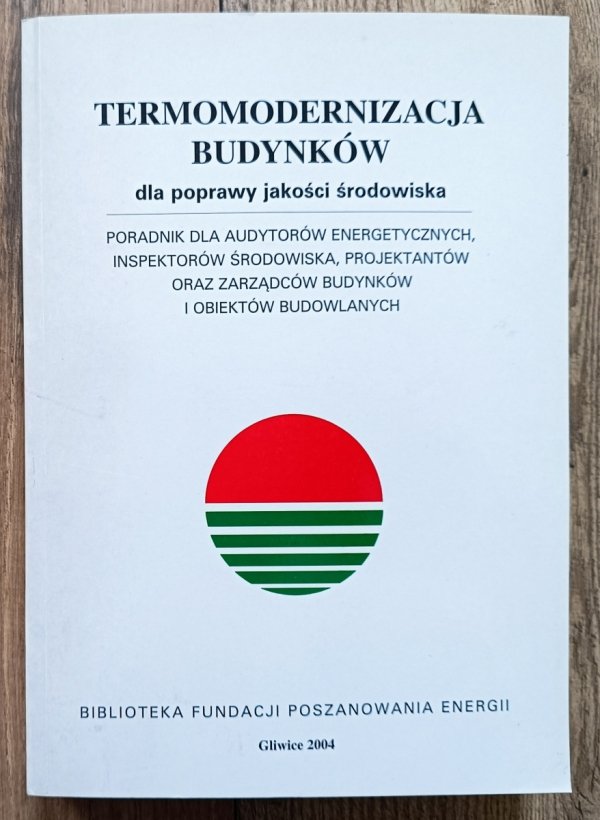 TERMOMODERNIZACJA
BUDYNKÓW
dla poprawy jakości środowiska
PORADNIK DLA AUDYTORÓW ENERGETYCZNYCH,
INSPEKTORÓW ŚRODOWISKA, PROJEKTANTÓW
ORAZ ZARZĄDCÓW BUDYNKÓW
I OBIEKTÓW BUDOWLANYCH
BIBLIOTEKA FUNDACJI POSZANOWANIA ENERGII
Gliwice 2004